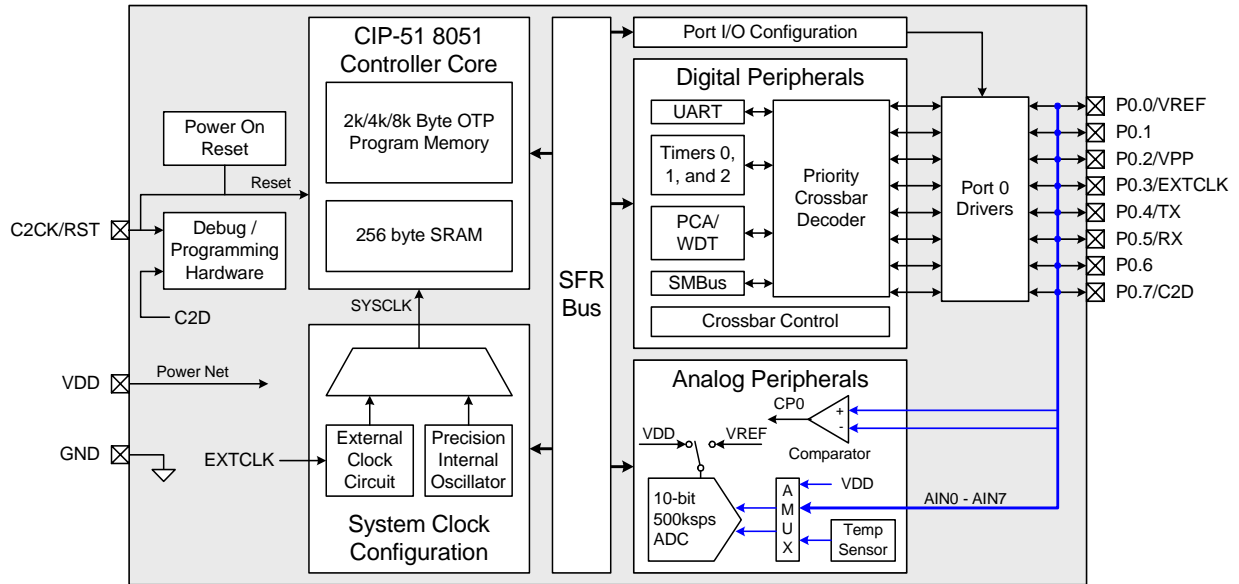 CIP-51 8051
Controller Core
2k/4k/8k Byte OTP
Program Memory
256 byte SRAM
Power On
Reset
Reset
C2CK/RST
Debug /
Programming
Hardware
C2D
SYSCLK
VDD
Power Net
GND
EXTCLK
External
Clock
Circuit
Precision
Internal
Oscillator
System Clock
Configuration
SFR
Bus
Port I/O Configuration
Digital Peripherals
UART
Timers 0,
1, and 2
PCA/
WDT
SMBus
Priority
Crossbar
Decoder
Crossbar Control
Port 0
Drivers
P0.0/VREF
P0.1
P0.2/VPP
P0.3/EXTCLK
P0.4/TX
P0.5/RX
P0.6
P0.7/C2D
Analog Peripherals
CP0
+
-
Comparator
VDD
VREF
10-bit
500ksps
ADC
A
M
U
X
VDD
AIN0 - AIN7
Temp
Sensor